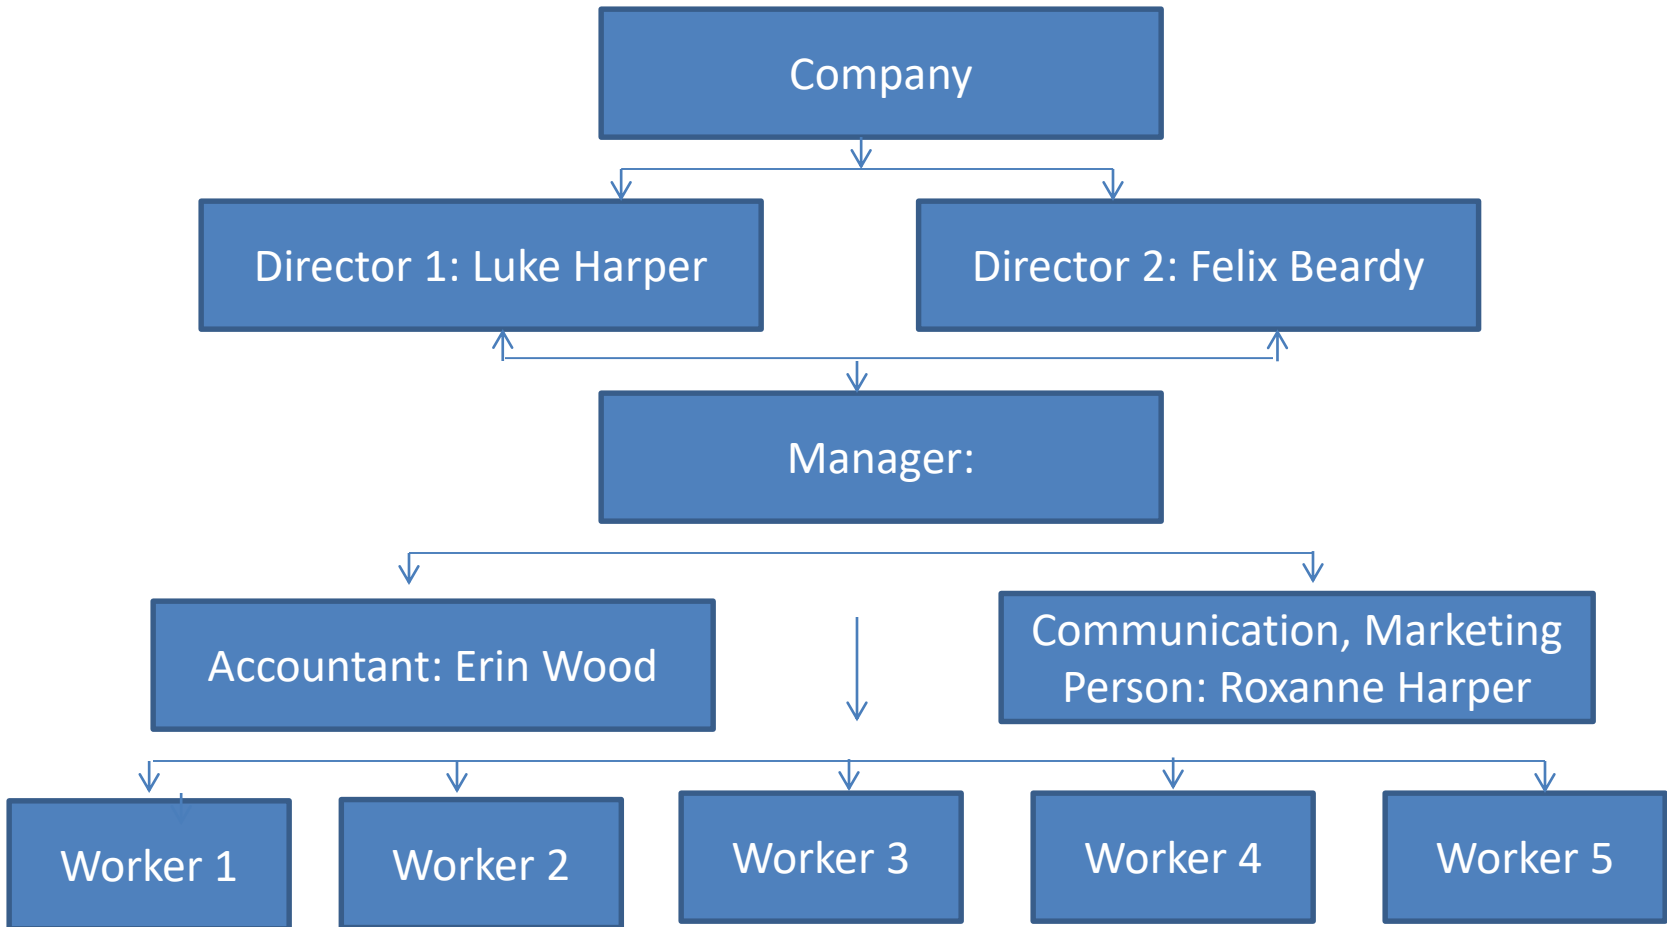 Company
Director 1: Luke Harper
Director 2: Felix Beardy
Manager:
Accountant: Erin Wood
Communication, Marketing
Person: Roxanne Harper
Worker 1
Worker 2
Worker 3
Worker 4
Worker 5